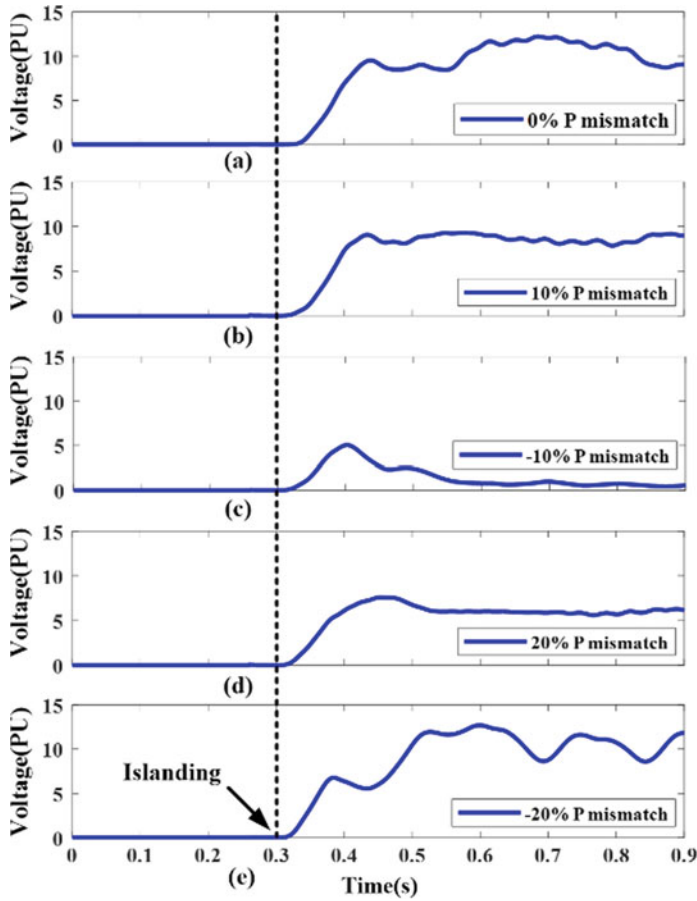 15
10
5
0
Voltage(PU)
0% P mismatch
(a)
15
10
5
0
Voltage(PU)
10% P mismatch
(b)
15
10
5
0
Voltage(PU)
-10% P mismatch
(c)
15
10
5
0
Voltage(PU)
20% P mismatch
(d)
15
10
5
0
Voltage(PU)
Islanding
-20% P mismatch
0 0.1 0.2 0.3 0.4 0.5 0.6 0.7 0.8 0.9
(e)
Time(s)